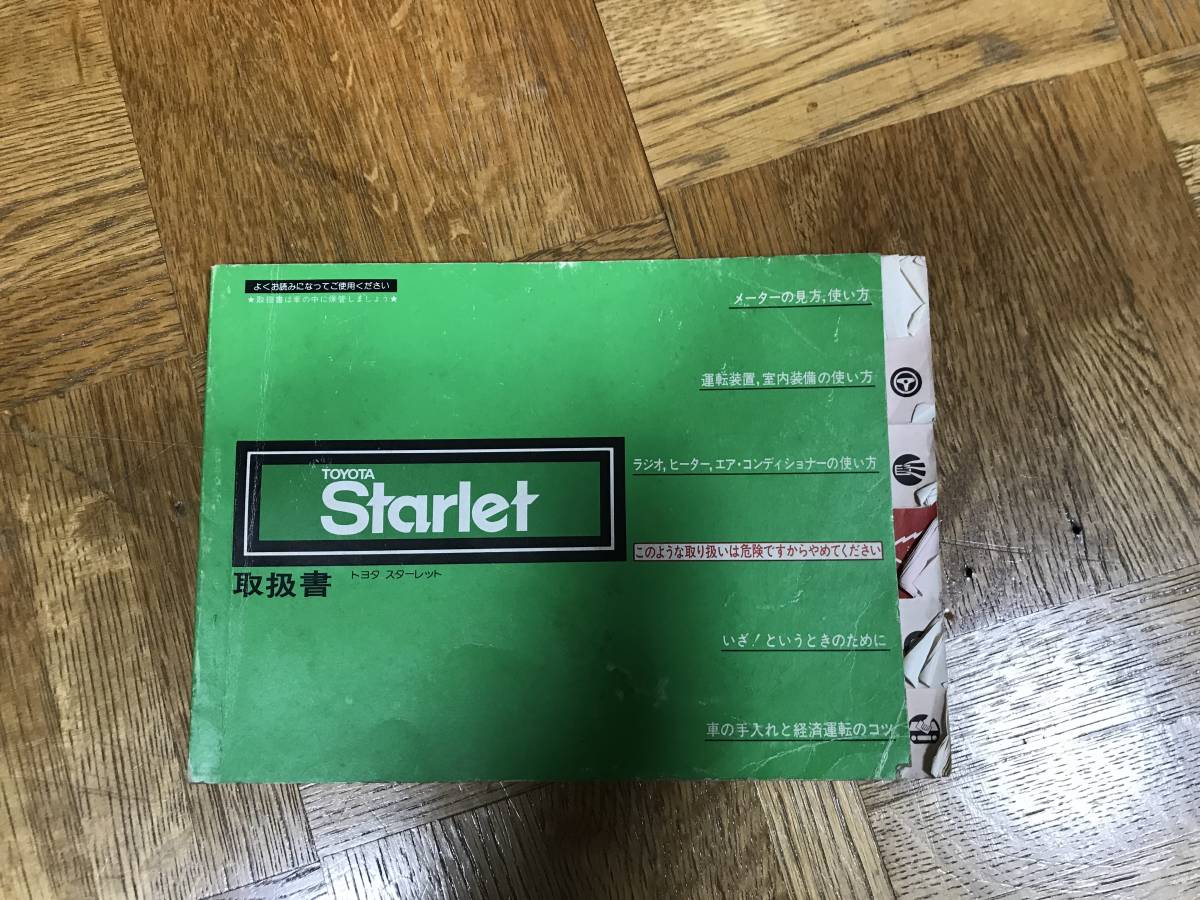 よくお読みになってご使用ください
★取扱書は車の中に保管しましょう★
TOYOTA
Starlet
取扱書 トヨタ スターレット
メーターの見方，使い方
運転装置，室内装備の使い方
ラジオ，ヒーター，エア・コンディショナーの使い方
このような取り扱いは危険ですからやめてください
いざ！というときのために
車の手入れと経済運転のコツ